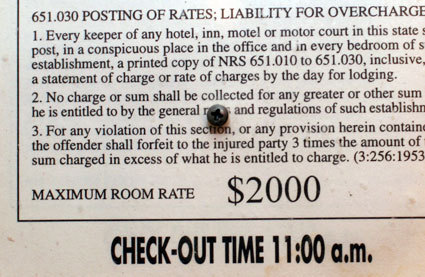 651.030 POSTING OF RATES; LIABILITY FOR OVERCHARGE
1. Every keeper of any hotel, inn, motel or motor court in this state s
post, in a conspicuous place in the office and in every bedroom of s
establishment, a printed copy of NRS 651.010 to 651.030, inclusive,
a statement of charge or rate of charges by the day for lodging.
2. No charge or sum shall be collected for any greater or other sum
he is entitled to by the general and regulations of such establishm
3. For any violation of this section, or any provision herein containe
the offender shall forfeit to the injured party 3 times the amount of
sum charged in excess of what he is entitled to charge. (3:256:1953
MAXIMUM ROOM RATE $2000
CHECK-OUT TIME 11:00 a.m.